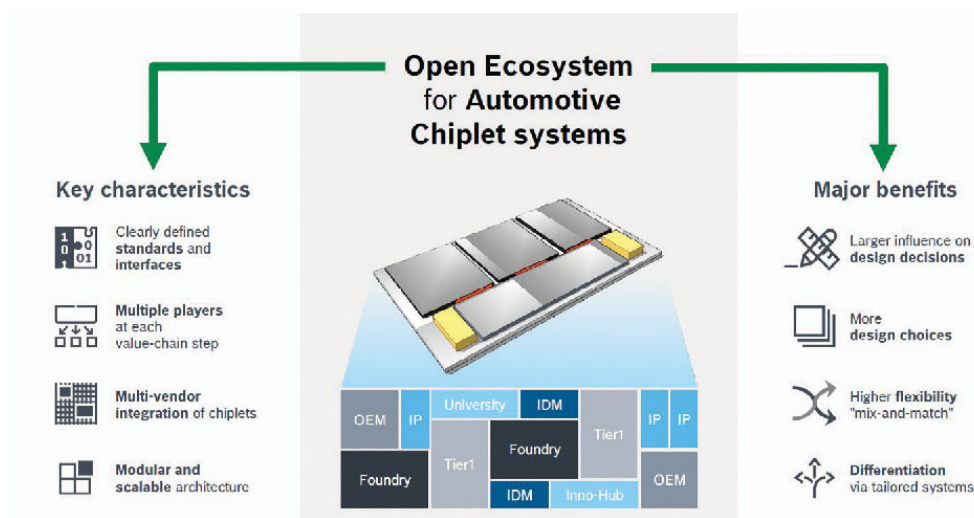 Open Ecosystem
for Automotive
Chiplet systems
Key characteristics
1
0
1
0
01
Clearly defined
standards and
interfaces
Multiple players
at each
value-chain step
Multi-vendor
integration of chiplets
Modular and
scalable architecture
OEM
IP
University
IDM
Tier1
IP
IP
Foundry
Tier1
Foundry
OEM
IDM
Inno-Hub
Major benefits
Larger influence on
design decisions
More
design choices
Higher flexibility
"mix-and-match"
Differentiation
via tailored systems